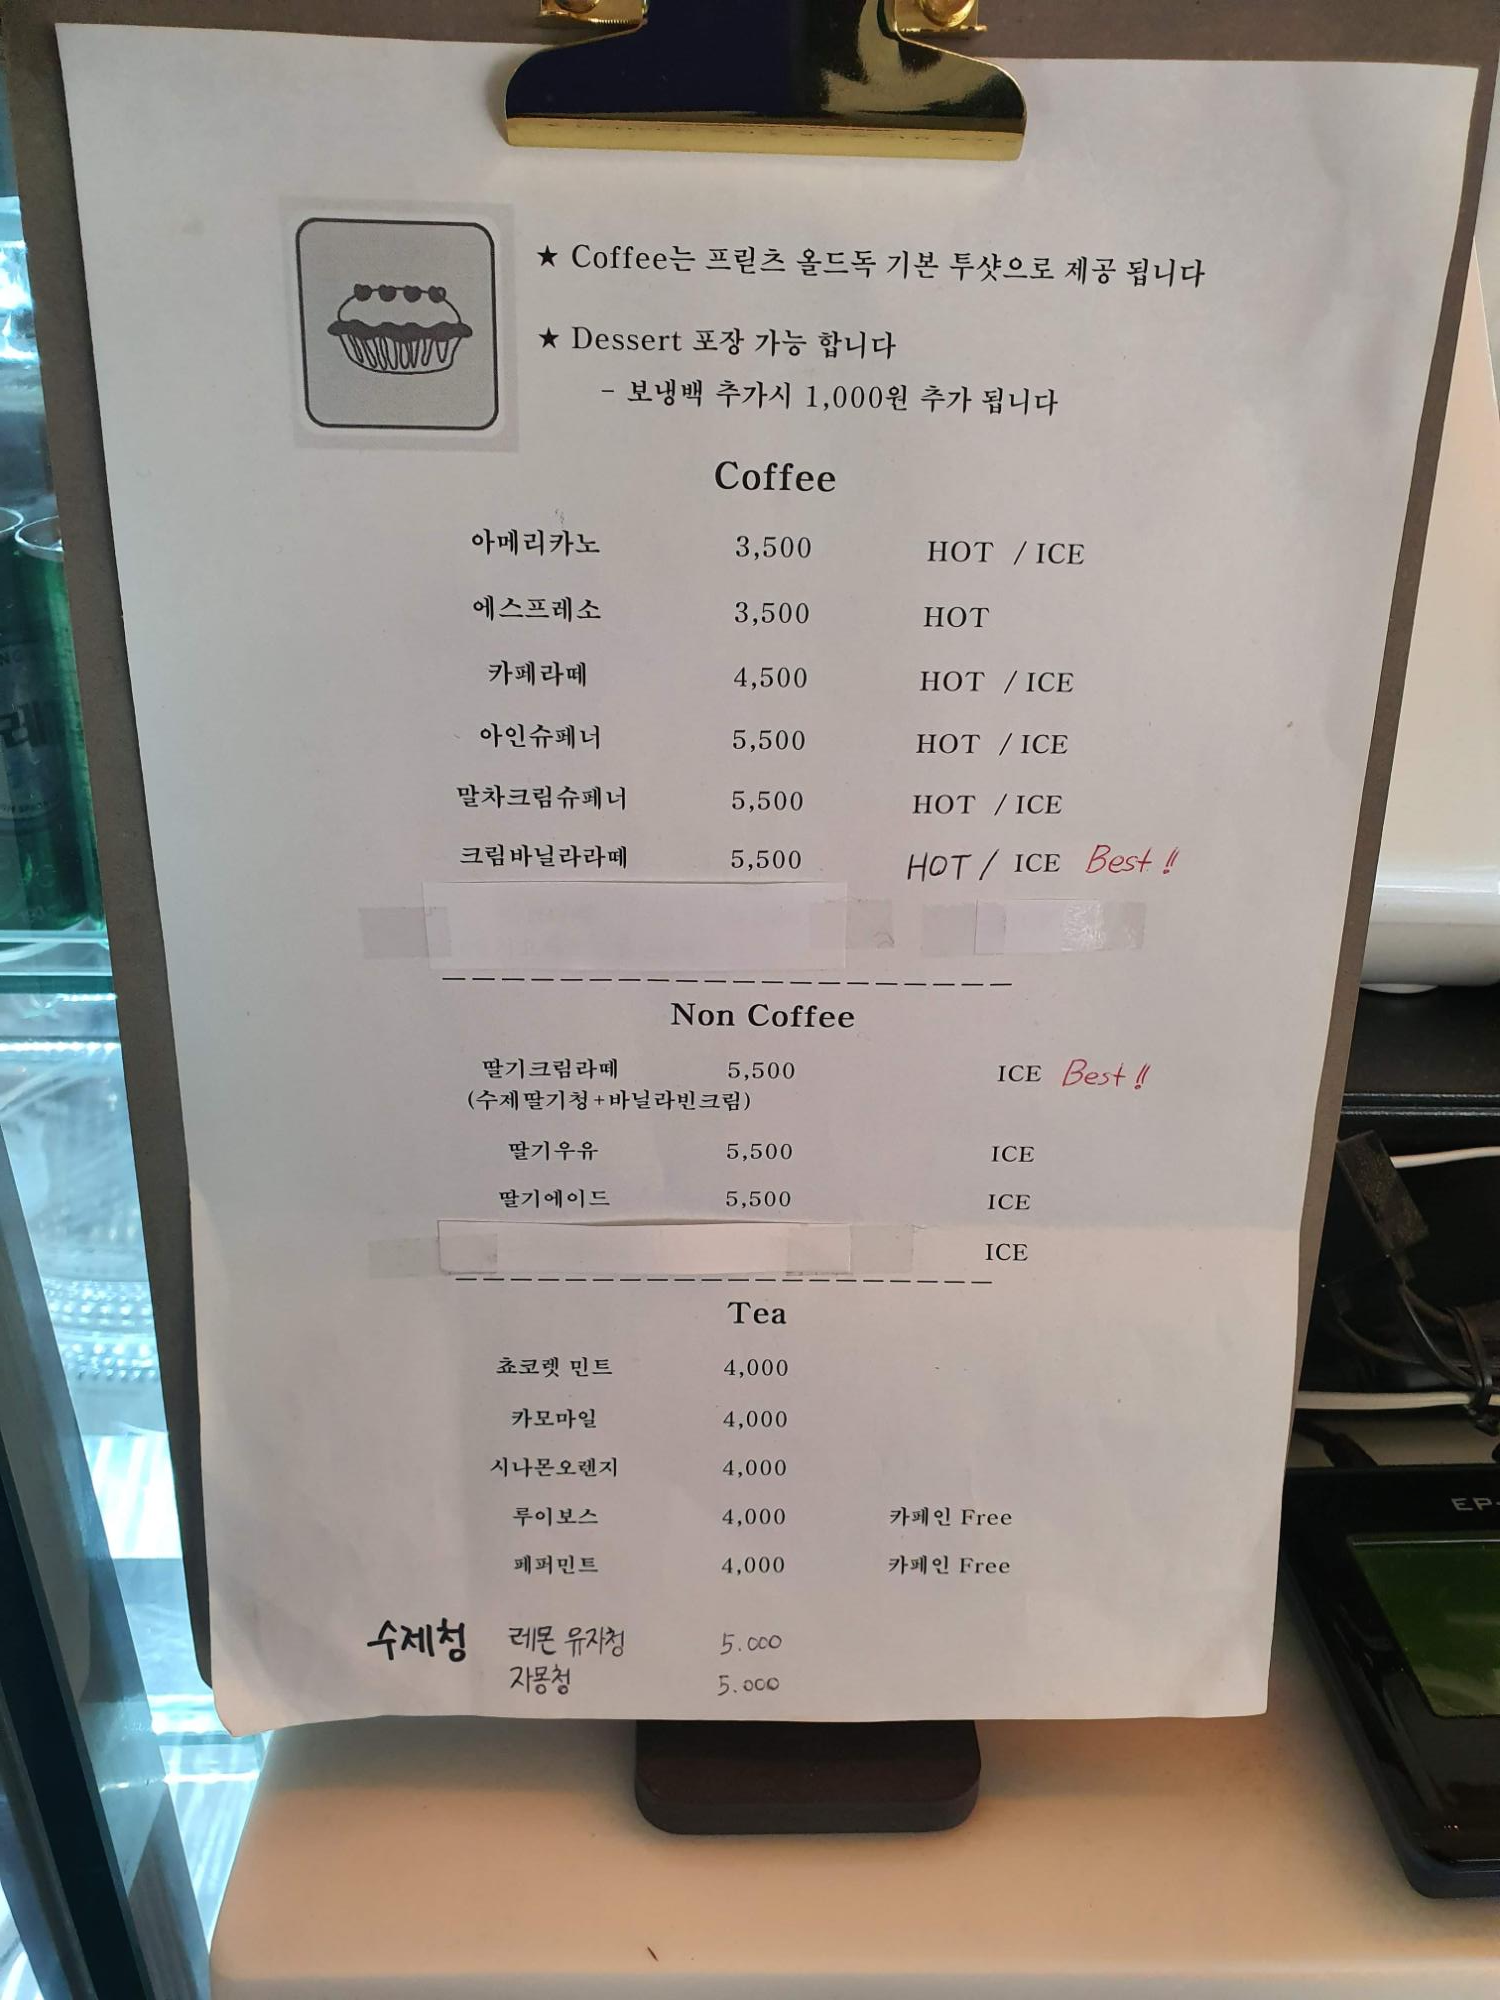 ★ Coffee는 프릳츠 올드독 기본 투샷으로 제공 됩니다
★ Dessert 포장 가능 합니다
- 보냉백 추가시 1,000원 추가 됩니다
Coffee
아메리카노 3,500 HOT / ICE
에스프레소 3,500 HOT
카페라떼 4,500 HOT / ICE
아인슈페너 5,500 HOT / ICE
말차크림슈페너 5,500 HOT / ICE
크림바닐라라떼 5,500 HOT / ICE Best!!
Non Coffee
딸기크림라떼 5,500 ICE Best!!
(수제딸기청+바닐라빈크림)
딸기우유 5,500 ICE
딸기에이드 5,500 ICE
ICE
Tea
쵸코렛 민트 4,000
카모마일 4,000
시나몬오렌지 4,000
루이보스 4,000 카페인 Free
페퍼민트 4,000 카페인 Free
수제청 레몬 유자청 5.000
자몽청 5.000
EP-